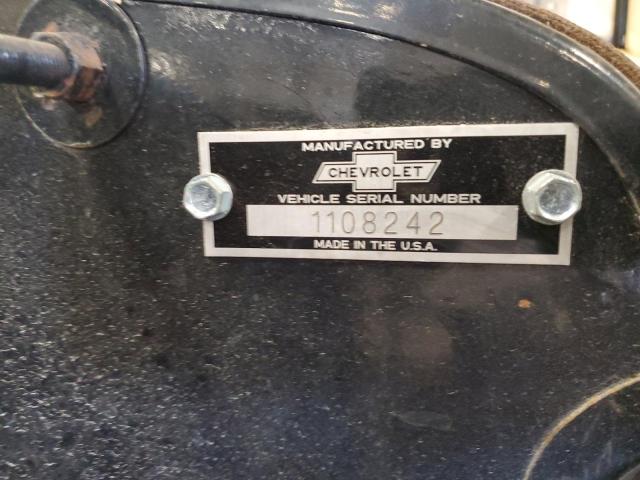 MANUFACTURED BY
CHEVROLET
VEHICLE SERIAL NUMBER
1108242
MADE IN THE U.S.A.